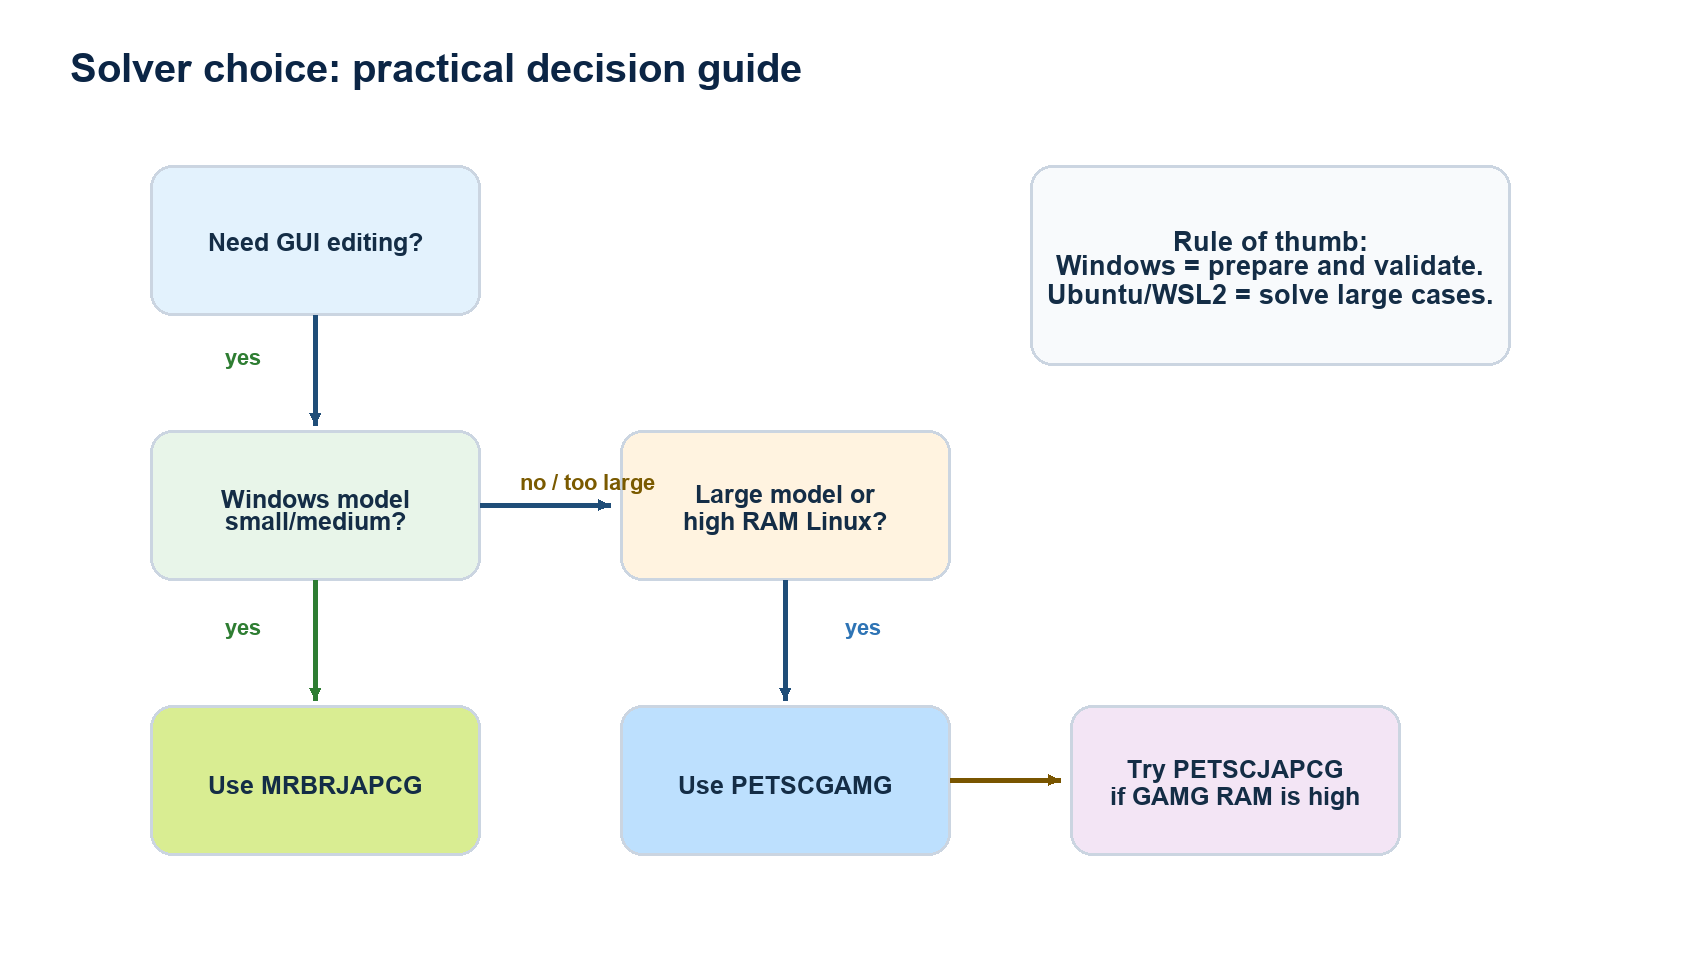 Solver choice: practical decision guide
Need GUI editing?
Rule of thumb:
Windows = prepare and validate.
Ubuntu/WSL2 = solve large cases.
yes
Windows model
small/medium?
no / too large
Large model or
high RAM Linux?
yes
yes
Use MRBRJAPCG
Use PETSCGAMG
Try PETSCJAPCG
if GAMG RAM is high